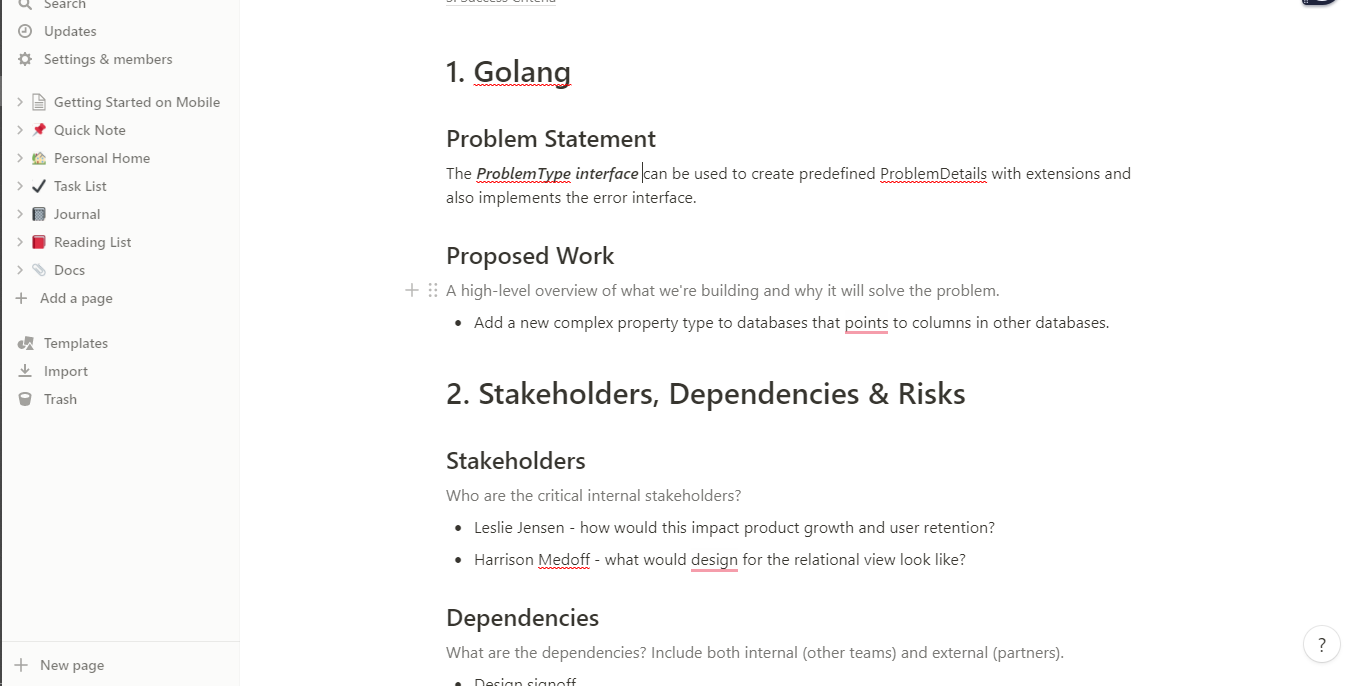 Search
Updates
Settings & members
Getting Started on Mobile
Quick Note
Personal Home
Task List
Journal
Reading List
Docs
Add a page
Templates
Import
Trash
New page
5. Success Criteria
1. Golang
Problem Statement
The ProblemType interface can be used to create predefined ProblemDetails with extensions and
also implements the error interface.
Proposed Work
A high-level overview of what we're building and why it will solve the problem.
• Add a new complex property type to databases that points to columns in other databases.
2. Stakeholders, Dependencies & Risks
Stakeholders
Who are the critical internal stakeholders?
• Leslie Jensen - how would this impact product growth and user retention?
• Harrison Medoff - what would design for the relational view look like?
Dependencies
What are the dependencies? Include both internal (other teams) and external (partners).
• Design signoff
?